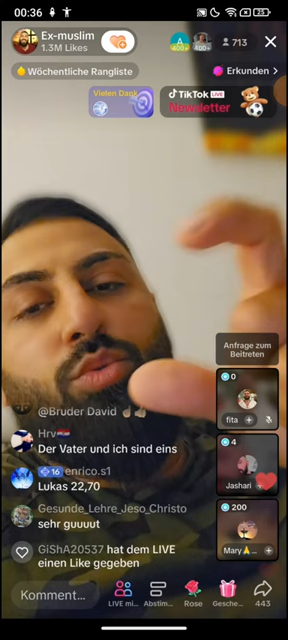 00:36
25
Ex-muslim
1.3M Likes
400+
400+
713
Wöchentliche Rangliste
Erkunden >
Vielen Dank
TikTok LIVE
Newsletter
Anfrage zum
Beitreten
0
fita
4
Jashari
200
Mary🙏...
@Bruder David
Hrv🇭🇷
Der Vater und ich sind eins
16 enrico.s1
Lukas 22,70
Gesunde_Lehre_Jeso_Christo
sehr guuuut
GiShA20537 hat dem LIVE
einen Like gegeben
Komment...
LIVE mi...
Abstim...
Rose
Gesche...
443